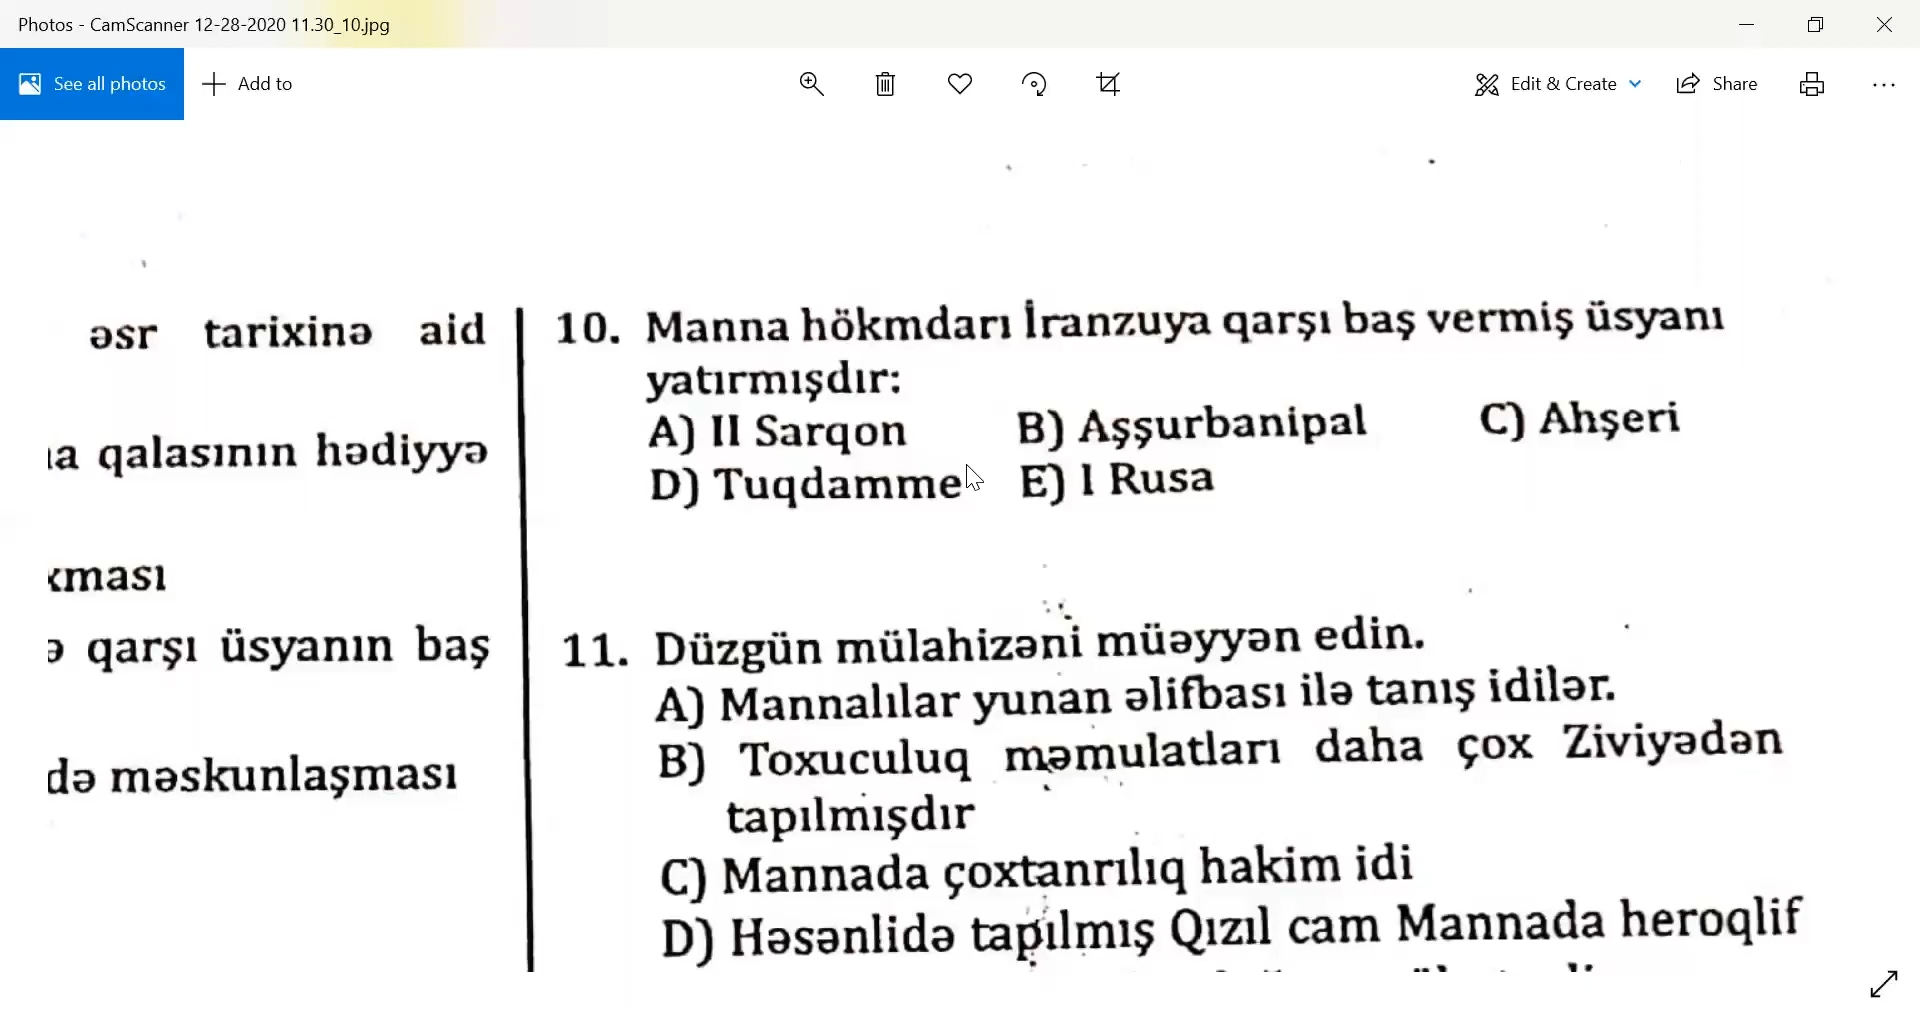 Photos - CamScanner 12-28-2020 11.30_10.jpg
See all photos
Add to
Edit & Create
Share
əsr tarixinə aid
qalasının hədiyyə
qarşı üsyanın baş
də məskunlaşması
10. Manna hökmdarı İranzuya qarşı baş vermiş üsyanı
yatırmışdır:
A) II Sarqon B) Aşşurbanipal C) Ahşeri
D) Tuqdamme E) I Rusa
11. Düzgün mülahizəni müəyyən edin.
A) Mannalılar yunan əlifbası ilə tanış idilər.
B) Toxuculuq məmulatları daha çox Ziviyədən
tapılmışdır
C) Mannada çoxtanrılıq hakim idi
D) Həsənlidə tapılmış Qızıl cam Mannada heroqlif